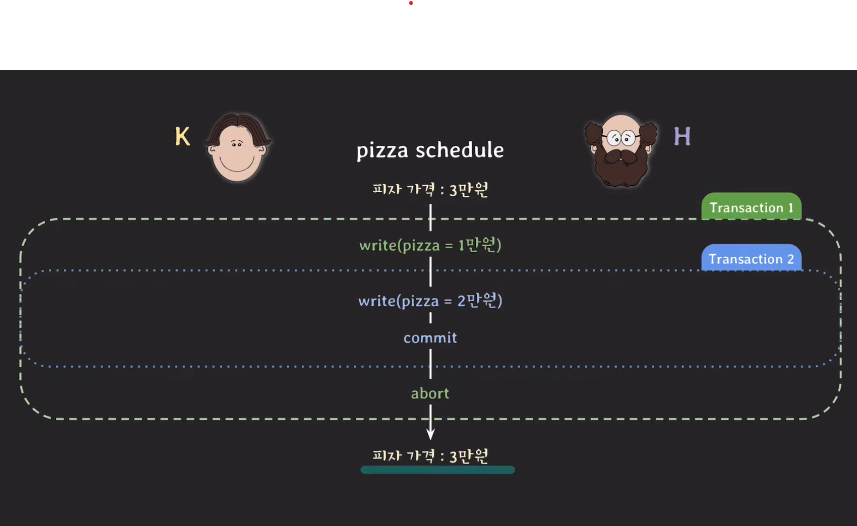 K
H
pizza schedule
피자 가격 : 3만원
Transaction 1
write(pizza = 1만원)
Transaction 2
write(pizza = 2만원)
commit
abort
피자 가격 : 3만원